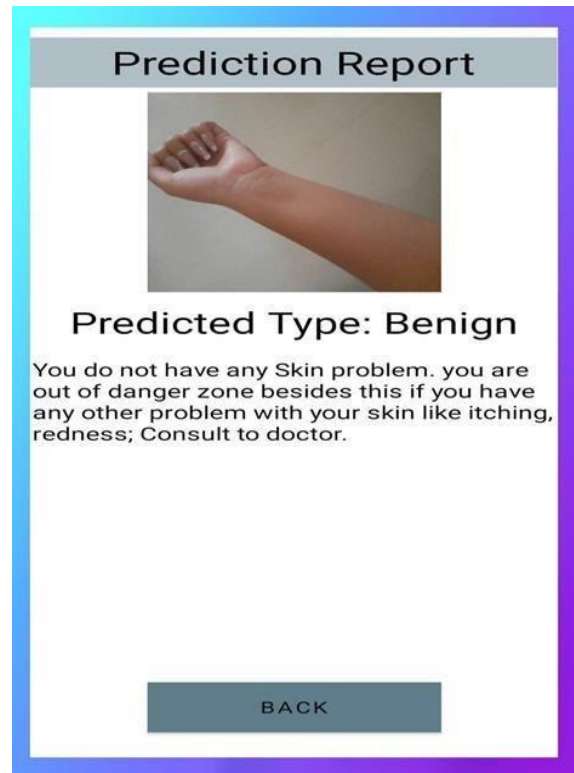 Prediction Report
Predicted Type: Benign
You do not have any Skin problem. you are
out of danger zone besides this if you have
any other problem with your skin like itching,
redness; Consult to doctor.
BACK